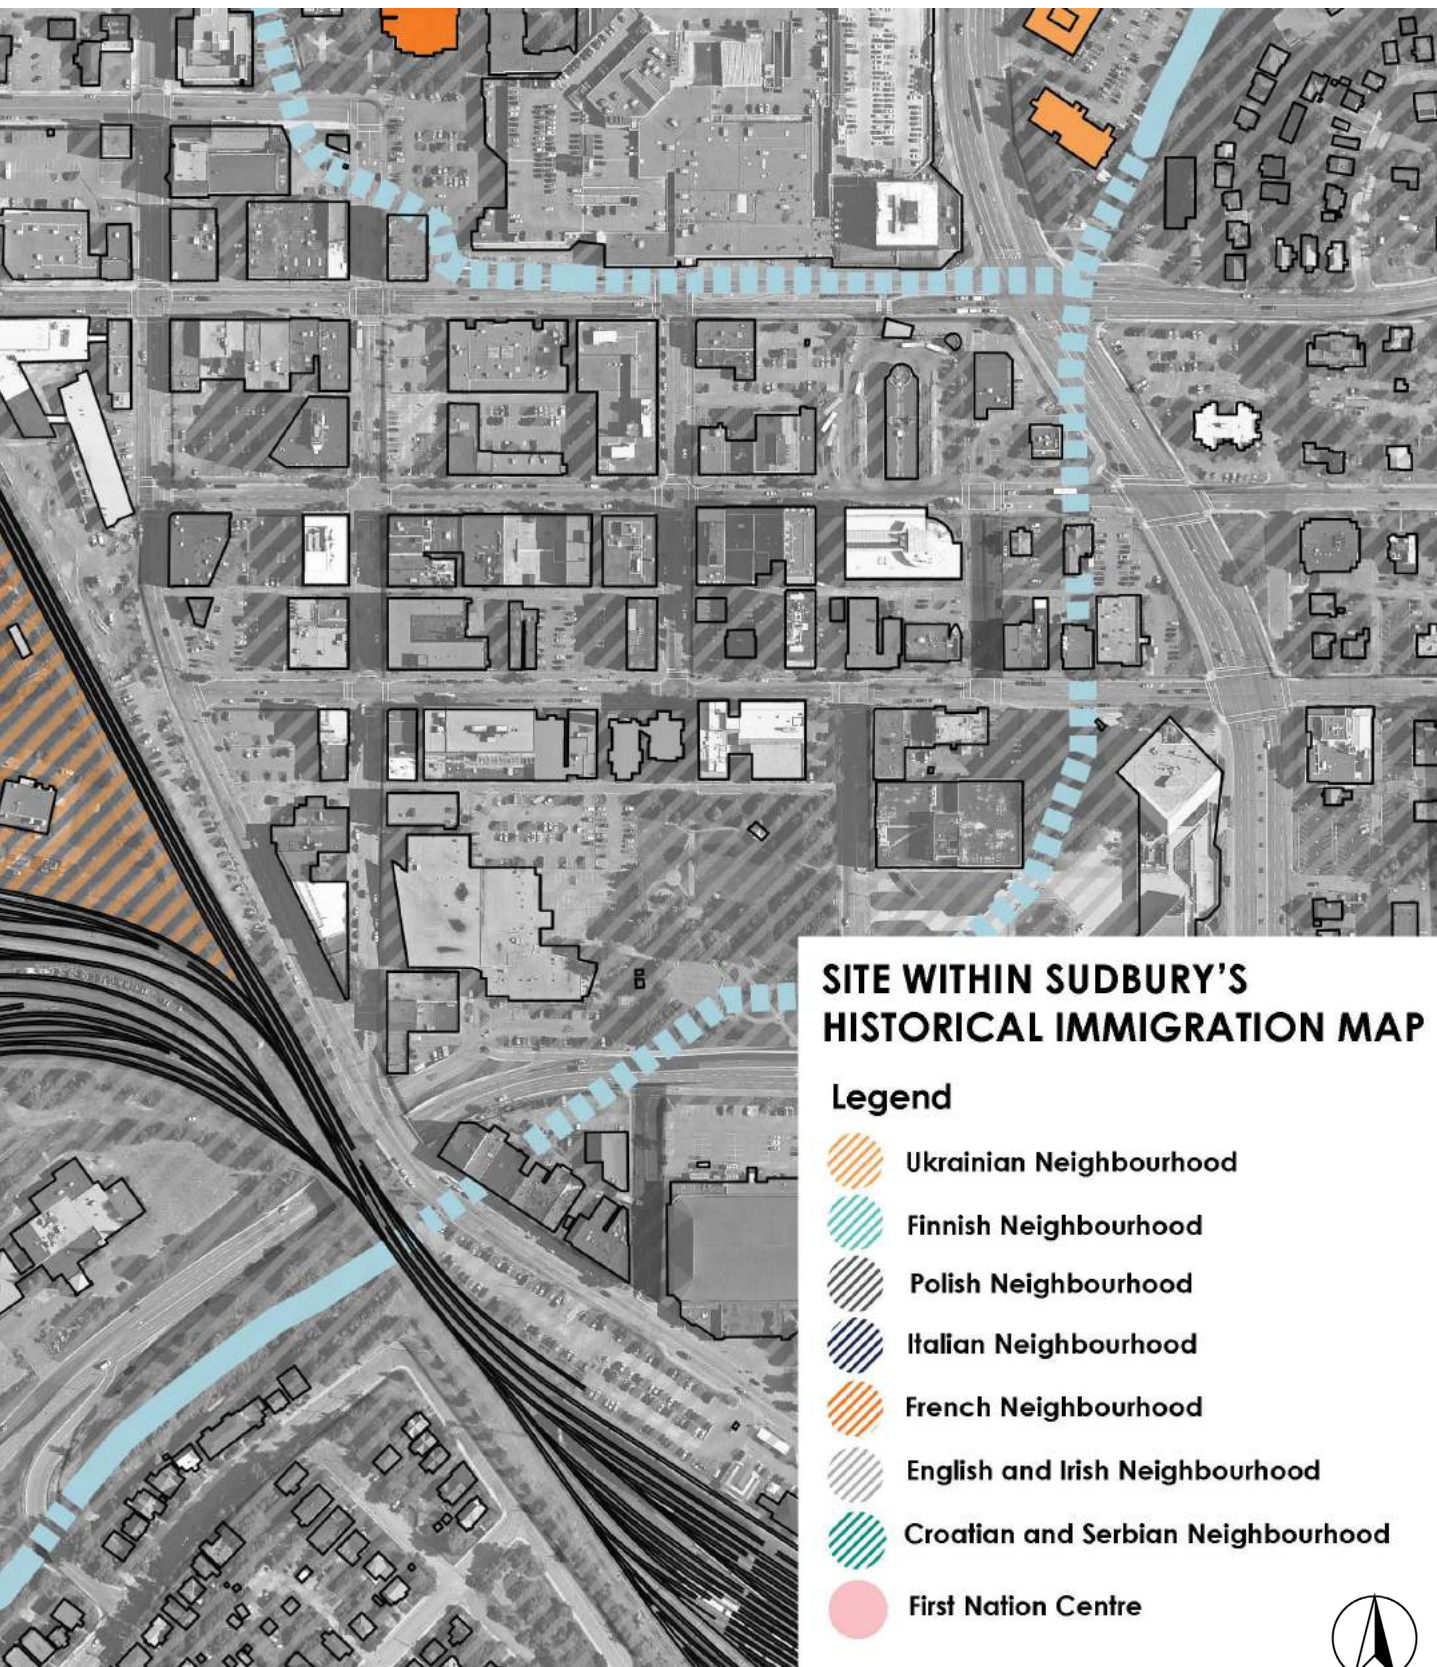 SITE WITHIN SUDBURY'S
HISTORICAL IMMIGRATION MAP
Legend
Ukrainian Neighbourhood
Finnish Neighbourhood
Polish Neighbourhood
Italian Neighbourhood
French Neighbourhood
English and Irish Neighbourhood
Croatian and Serbian Neighbourhood
First Nation Centre